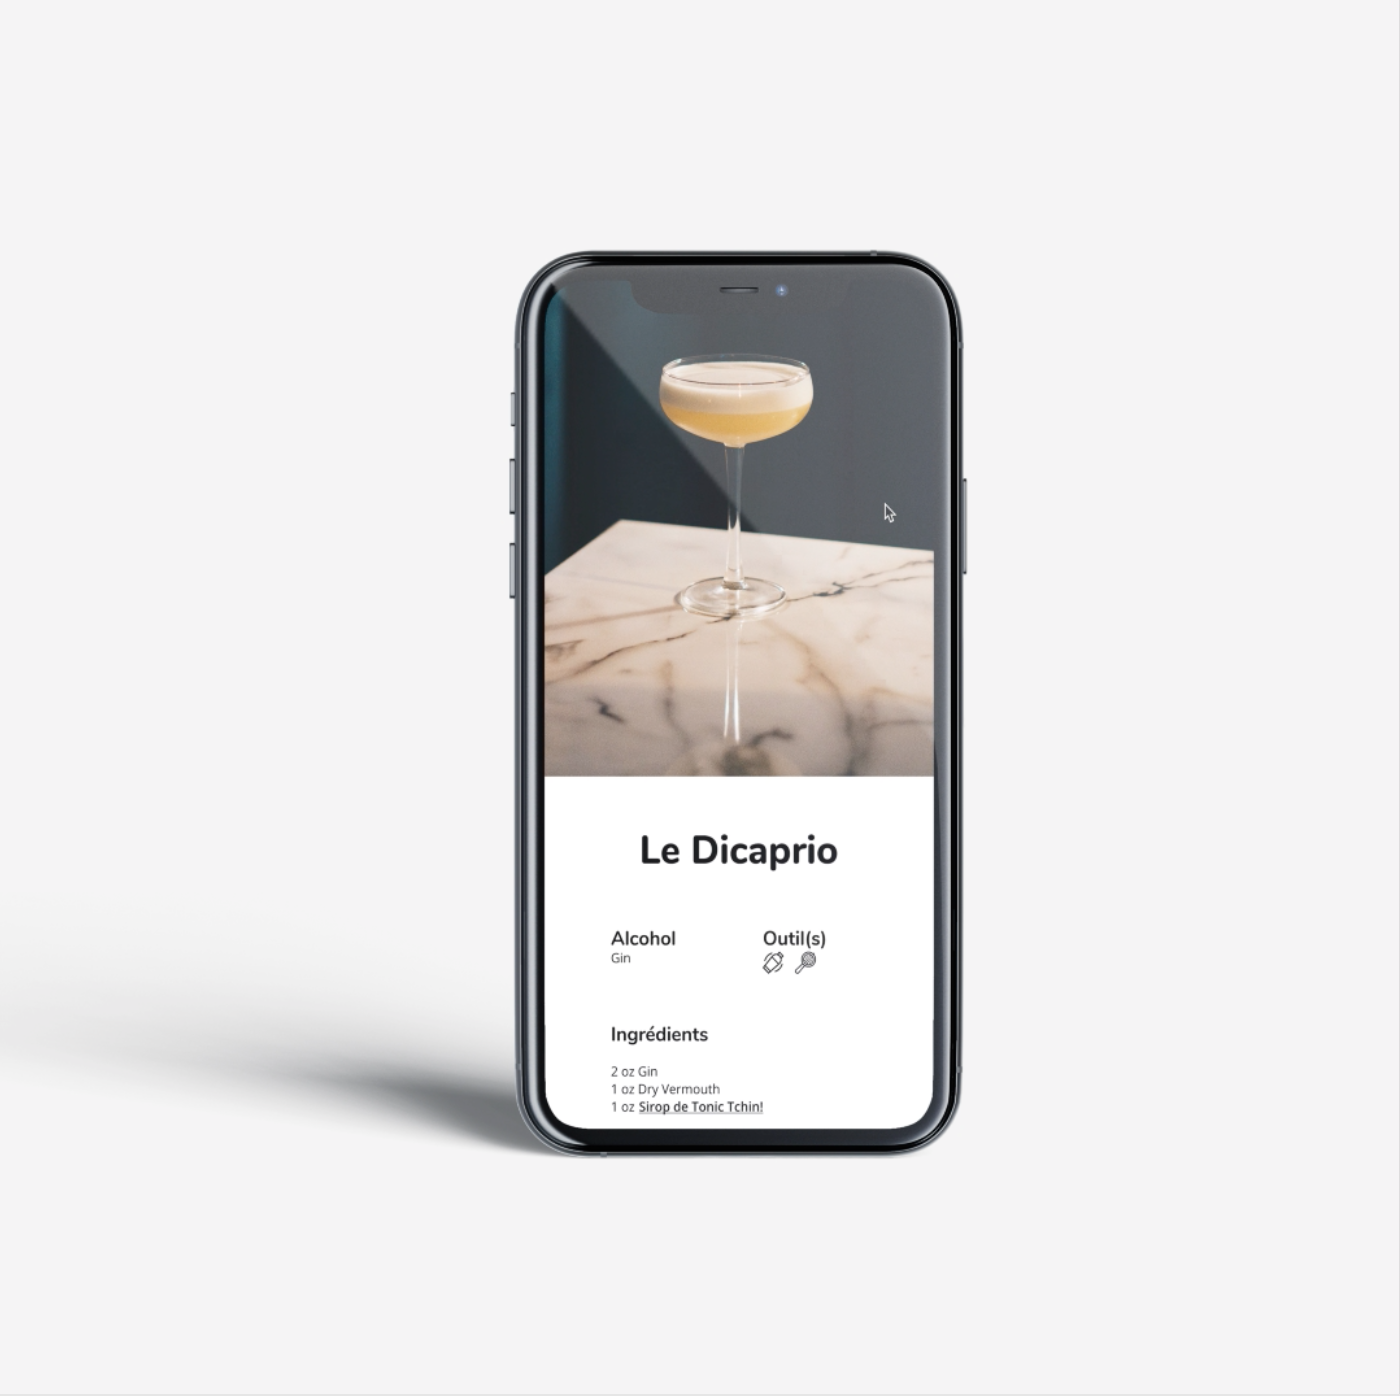 Le Dicaprio
Alcohol
Outil(s)
Gin
Ingrédients
2 oz Gin
1 oz Dry Vermouth
1 oz Sirop de Tonic Tchin!